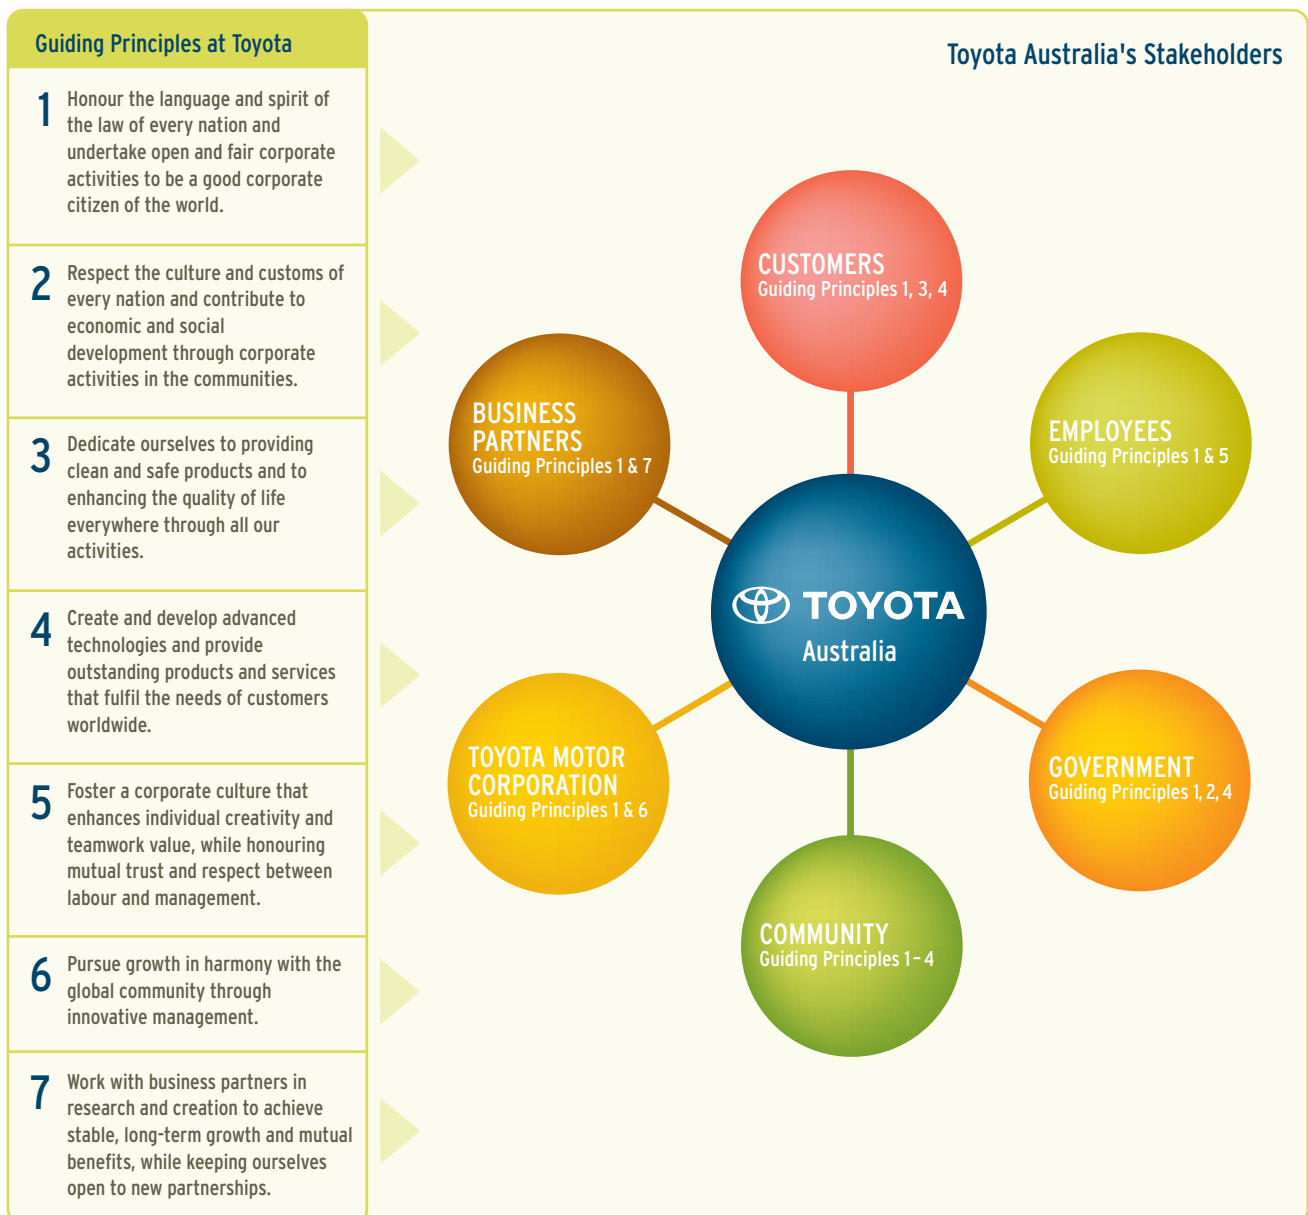 Guiding Principles at Toyota
1
Honour the language and spirit of
the law of every nation and
undertake open and fair corporate
activities to be a good corporate
citizen of the world.
2
Respect the culture and customs of
every nation and contribute to
economic and social
development through corporate
activities in the communities.
3
Dedicate ourselves to providing
clean and safe products and to
enhancing the quality of life
everywhere through all our
activities.
4
Create and develop advanced
technologies and provide
outstanding products and services
that fulfil the needs of customers
worldwide.
5
Foster a corporate culture that
enhances individual creativity and
teamwork value, while honouring
mutual trust and respect between
labour and management.
6
Pursue growth in harmony with the
global community through
innovative management.
7
Work with business partners in
research and creation to achieve
stable, long-term growth and mutual
benefits, while keeping ourselves
open to new partnerships.
Toyota Australia's Stakeholders
CUSTOMERS
Guiding Principles 1, 3, 4
BUSINESS
PARTNERS
Guiding Principles 1 & 7
EMPLOYEES
Guiding Principles 1 & 5
TOYOTA
Australia
TOYOTA MOTOR
CORPORATION
Guiding Principles 1 & 6
GOVERNMENT
Guiding Principles 1, 2, 4
COMMUNITY
Guiding Principles 1 – 4